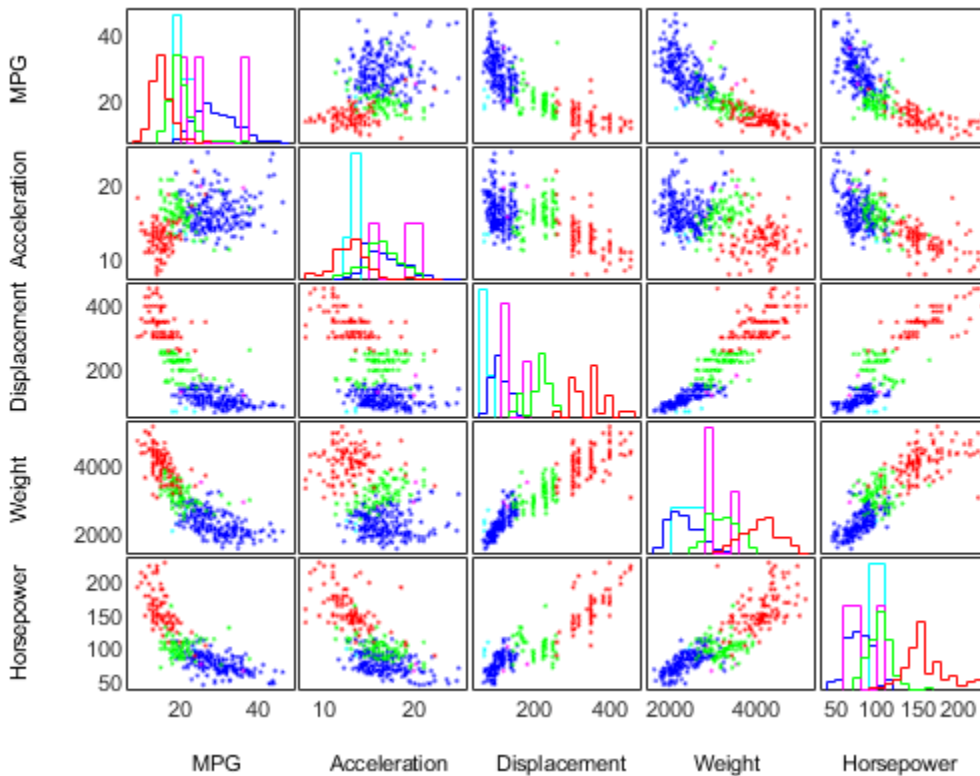 MPG
40
20
Acceleration
20
10
Displacement
400
200
Weight
4000
2000
Horsepower
200
150
100
50
20 40 10 20 200 400 2000 4000 50 100 150 200
MPG Acceleration Displacement Weight Horsepower